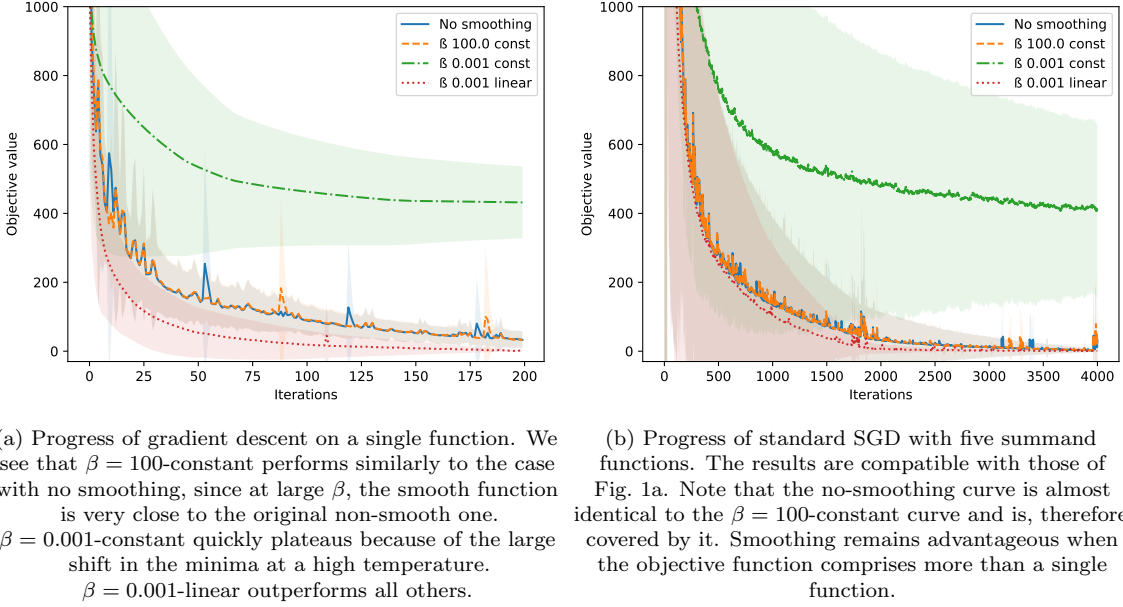 1000
800
600
400
200
0
Objective value
0
25
50
75
100
125
150
175
200
Iterations
No smoothing
ß 100.0 const
ß 0.001 const
ß 0.001 linear
1000
800
600
400
200
0
Objective value
0
500
1000
1500
2000
2500
3000
3500
4000
Iterations
No smoothing
ß 100.0 const
ß 0.001 const
ß 0.001 linear
a) Progress of gradient descent on a single function. We
see that β = 100-constant performs similarly to the case
with no smoothing, since at large β, the smooth function
is very close to the original non-smooth one.
β = 0.001-constant quickly plateaus because of the large
shift in the minima at a high temperature.
β = 0.001-linear outperforms all others.
(b) Progress of standard SGD with five summand
functions. The results are compatible with those of
Fig. 1a. Note that the no-smoothing curve is almost
identical to the β = 100-constant curve and is, therefore
covered by it. Smoothing remains advantageous when
the objective function comprises more than a single
function.